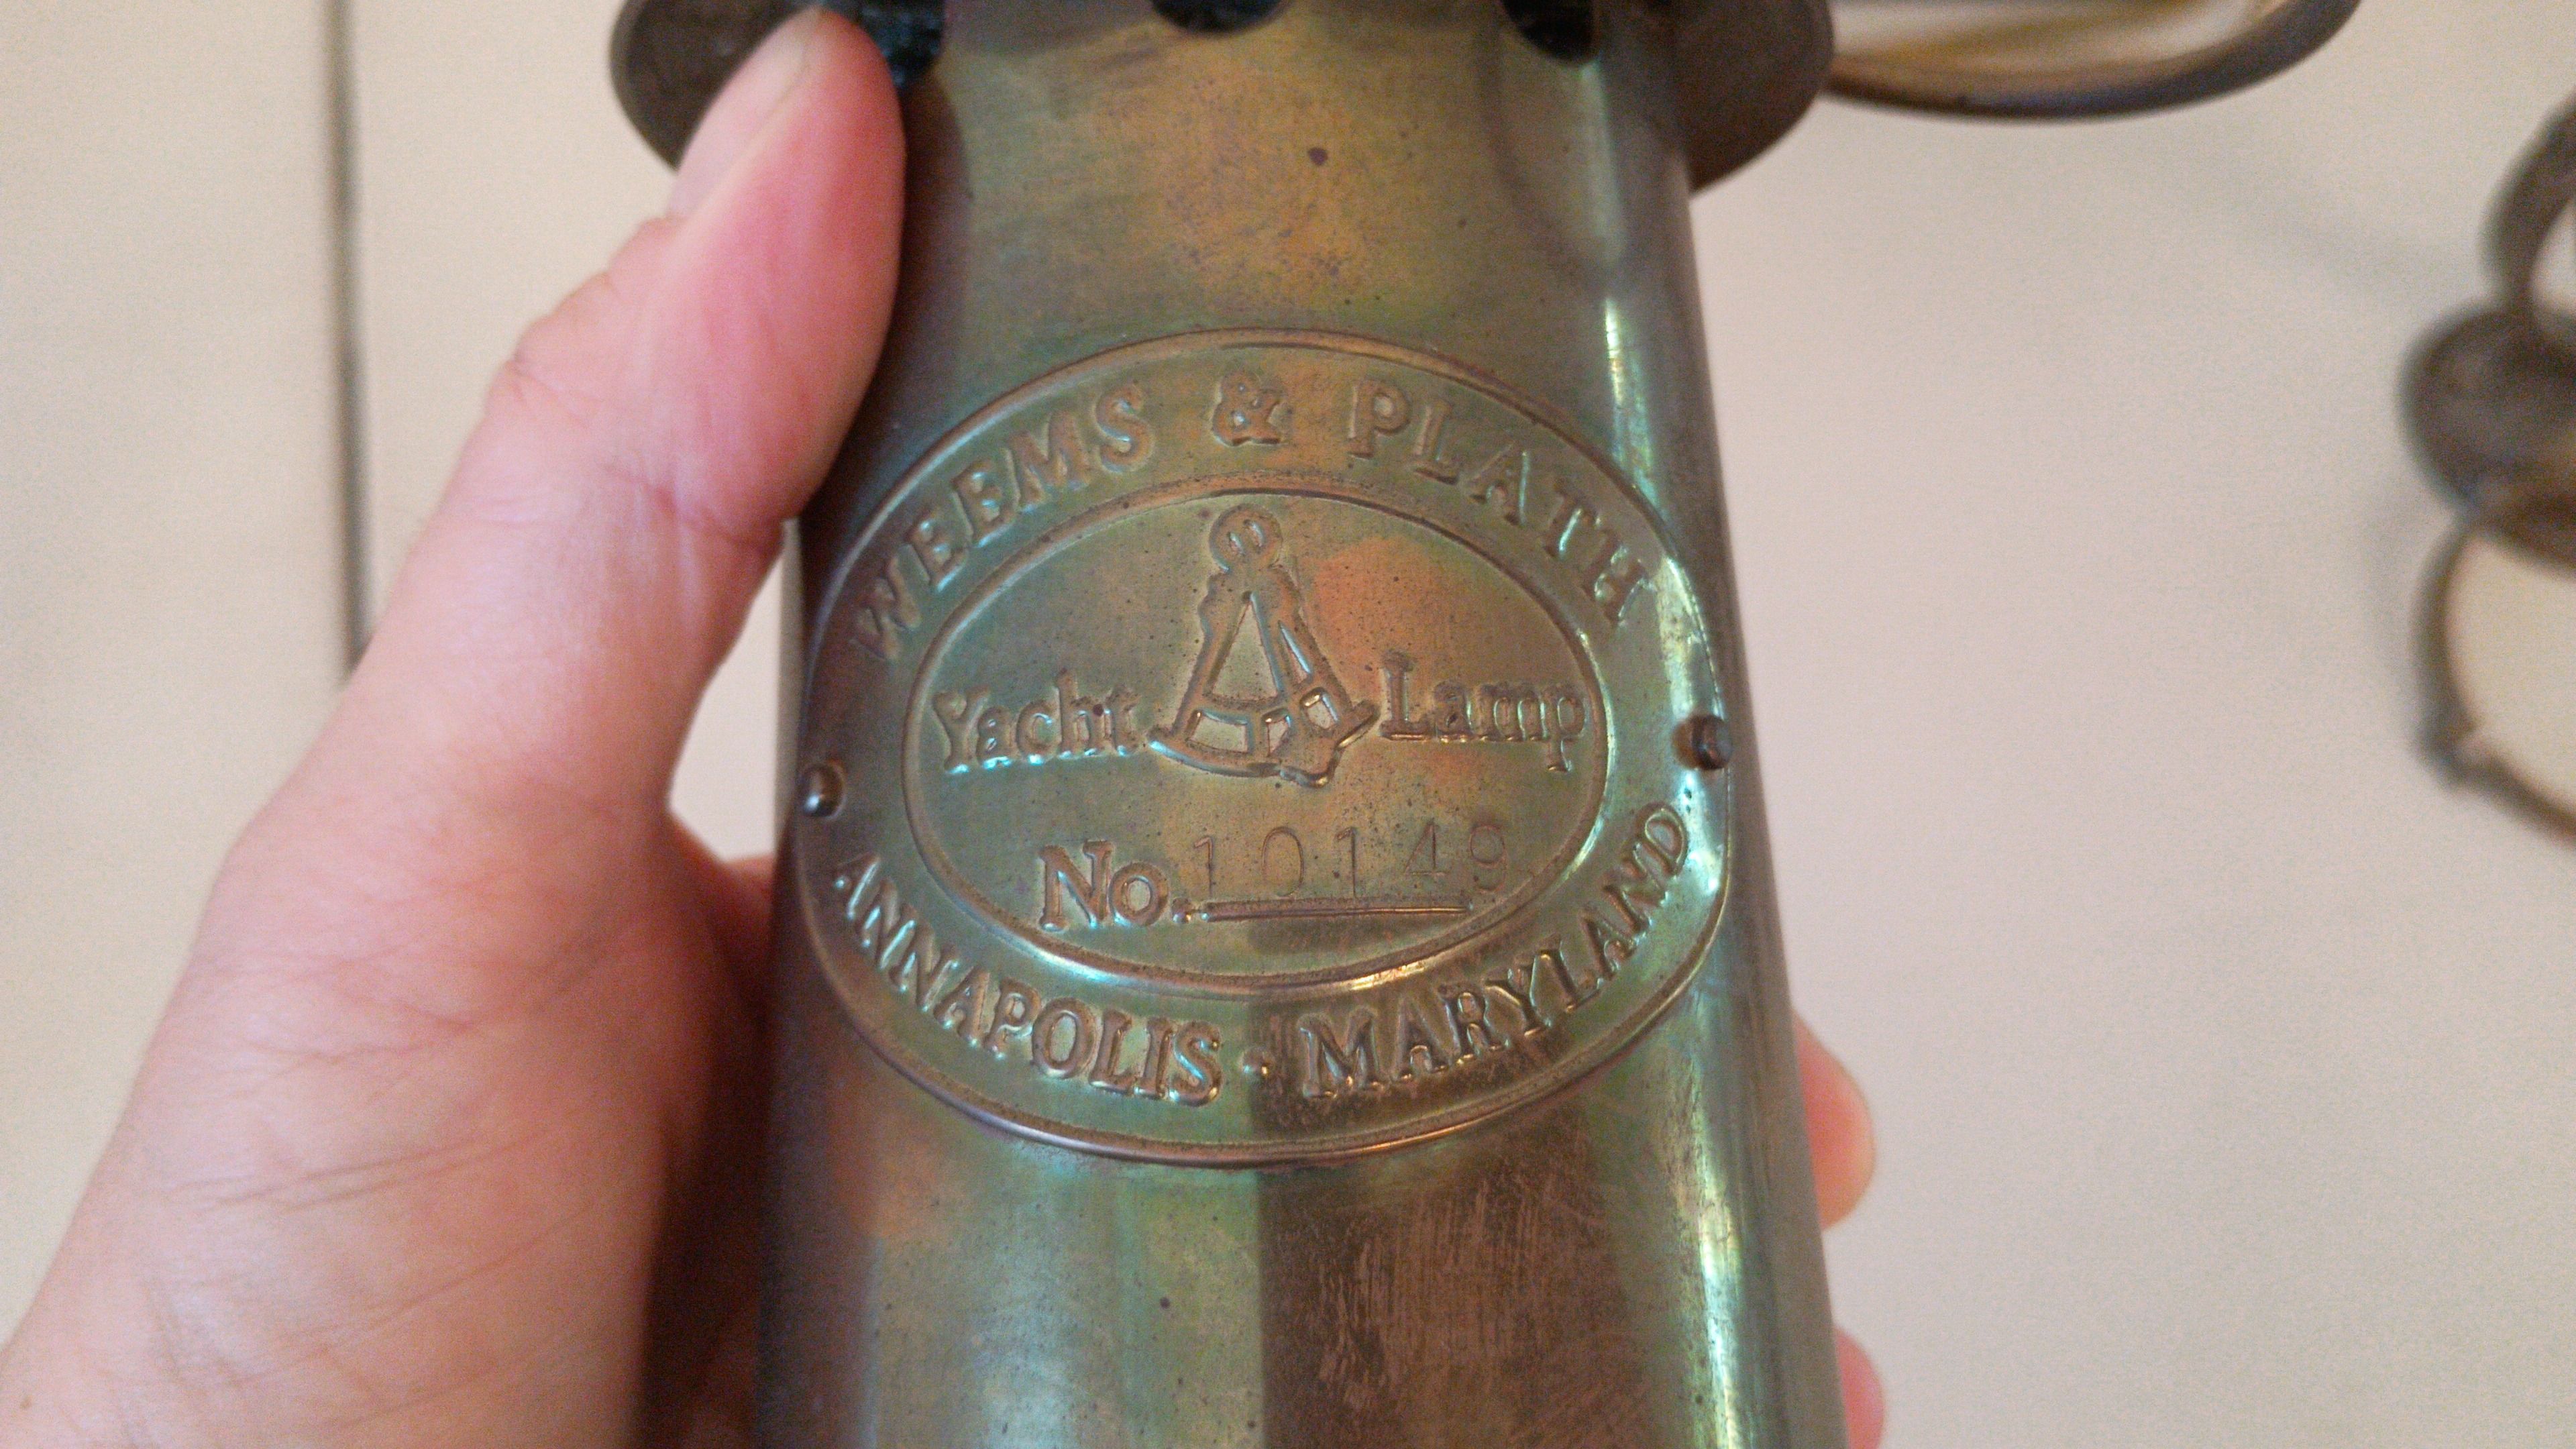 WEEMS & PLATH
Yacht Lamp
No. 10149
ANNAPOLIS · MARYLAND